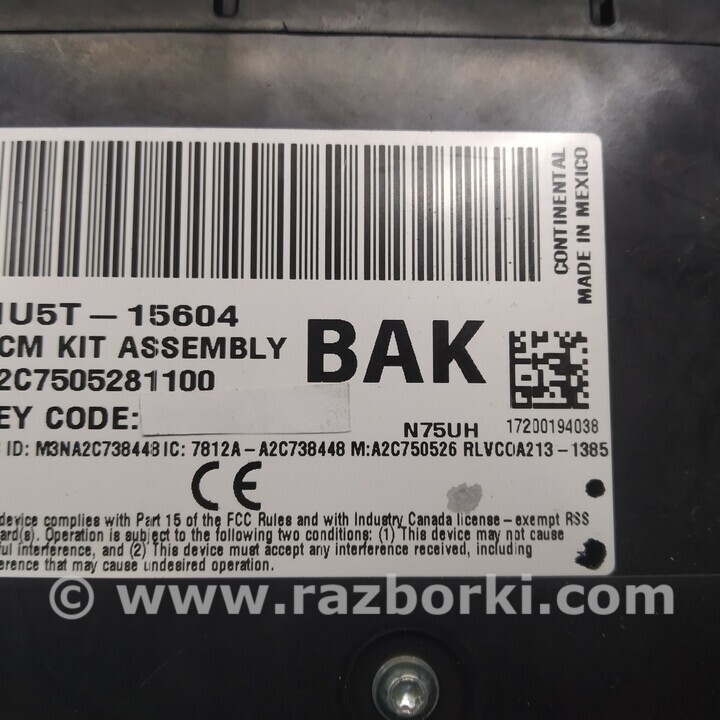 CONTINENTAL
MADE IN MEXICO
1U5T-15604
CM KIT ASSEMBLY
BAK
2C7505281100
EY CODE:
N75UH
17200194038
ID: M3NA2C738448 IC: 7812A-A2C738448 M:A2C750526 RLVCOA213-1385
CE
device complies with Part 15 of the FCC Rules and with Industry Canada license-exempt RSS
ard(s). Operation is subject to the following two conditions: (1) This device may not cause
ful interference, and (2) This device must accept any interference received, including
erence that may cause undesired operation.
© www.razborki.com